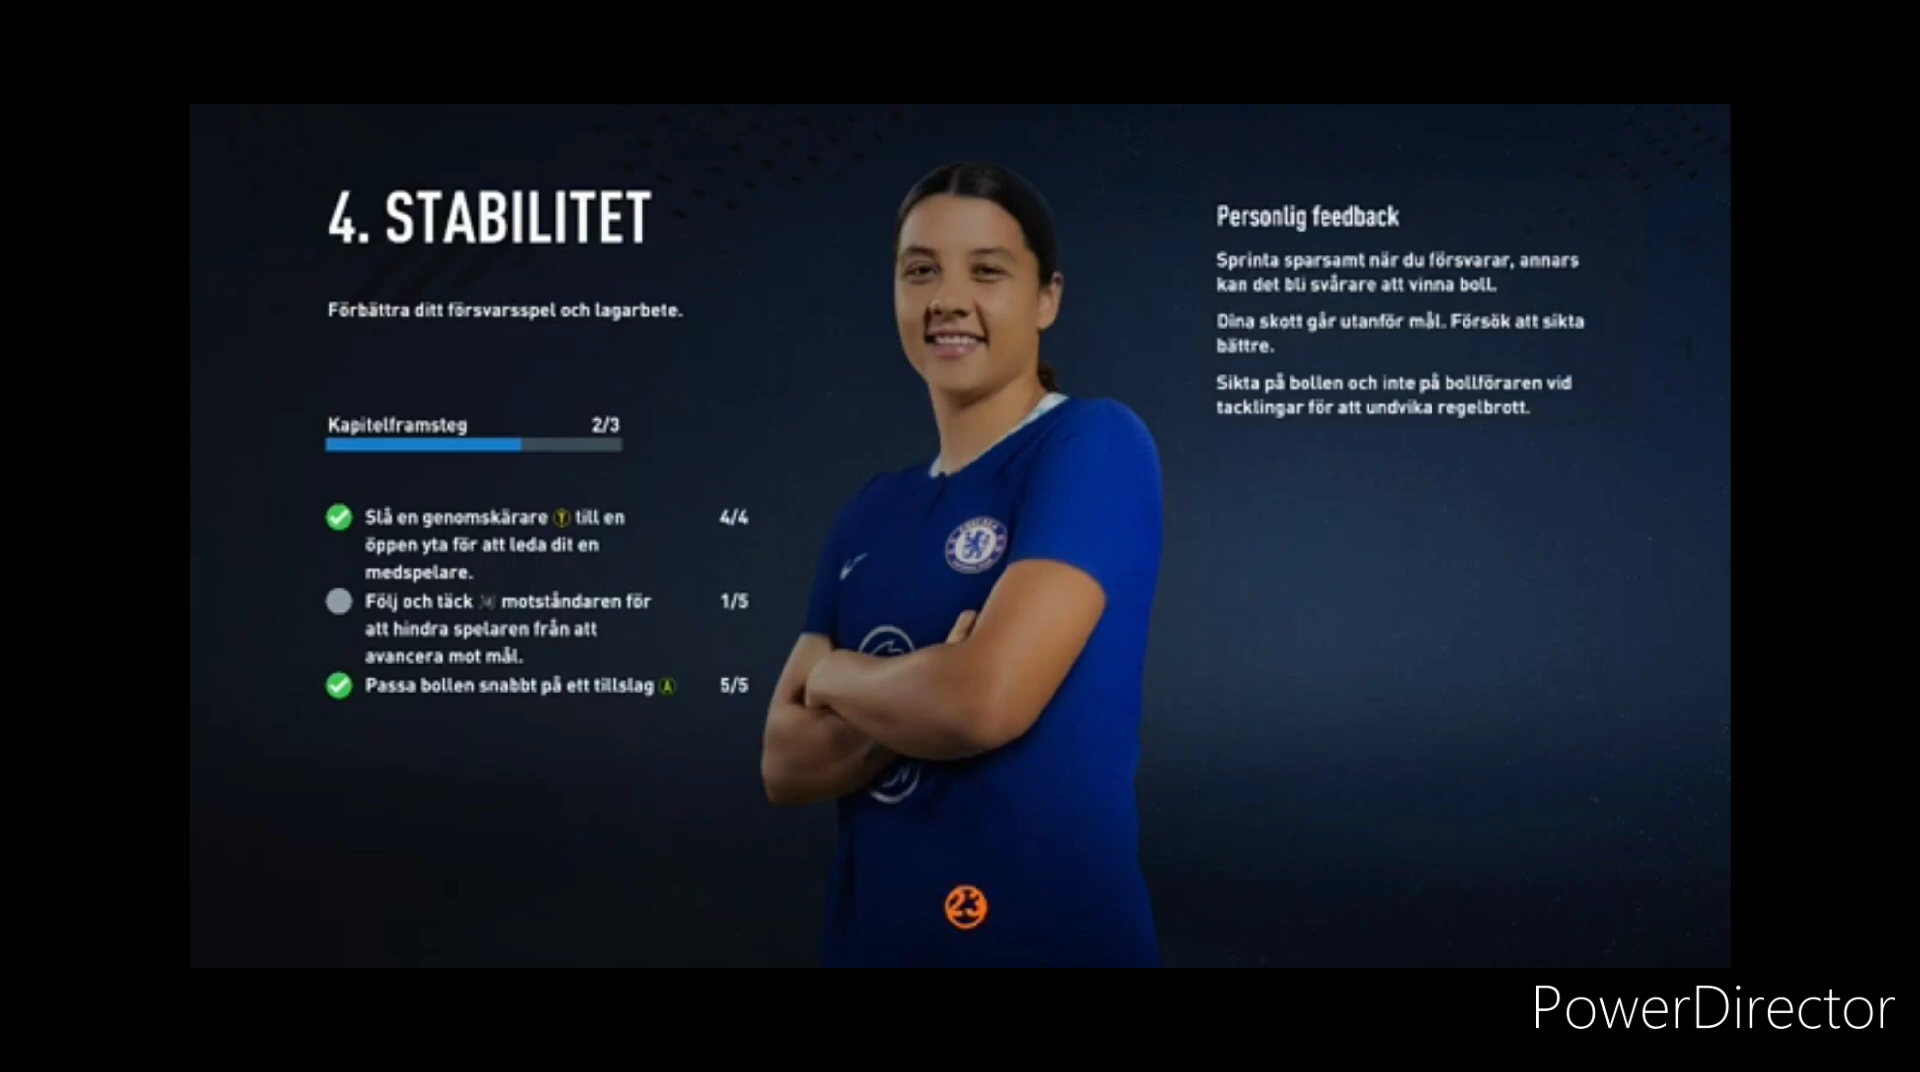 4. STABILITET
Förbättra ditt försvarsspel och lagarbete.
Kapitelframsteg 2/3
Slå en genomskärare Y till en 4/4
öppen yta för att leda dit en
medspelare.
Följ och täck motståndaren för 1/5
att hindra spelaren från att
avancera mot mål.
Passa bollen snabbt på ett tillslag A 5/5
Personlig feedback
Sprinta sparsamt när du försvarar, annars
kan det bli svårare att vinna boll.
Dina skott går utanför mål. Försök att sikta
bättre.
Sikta på bollen och inte på bollföraren vid
tacklingar för att undvika regelbrott.
23
PowerDirector